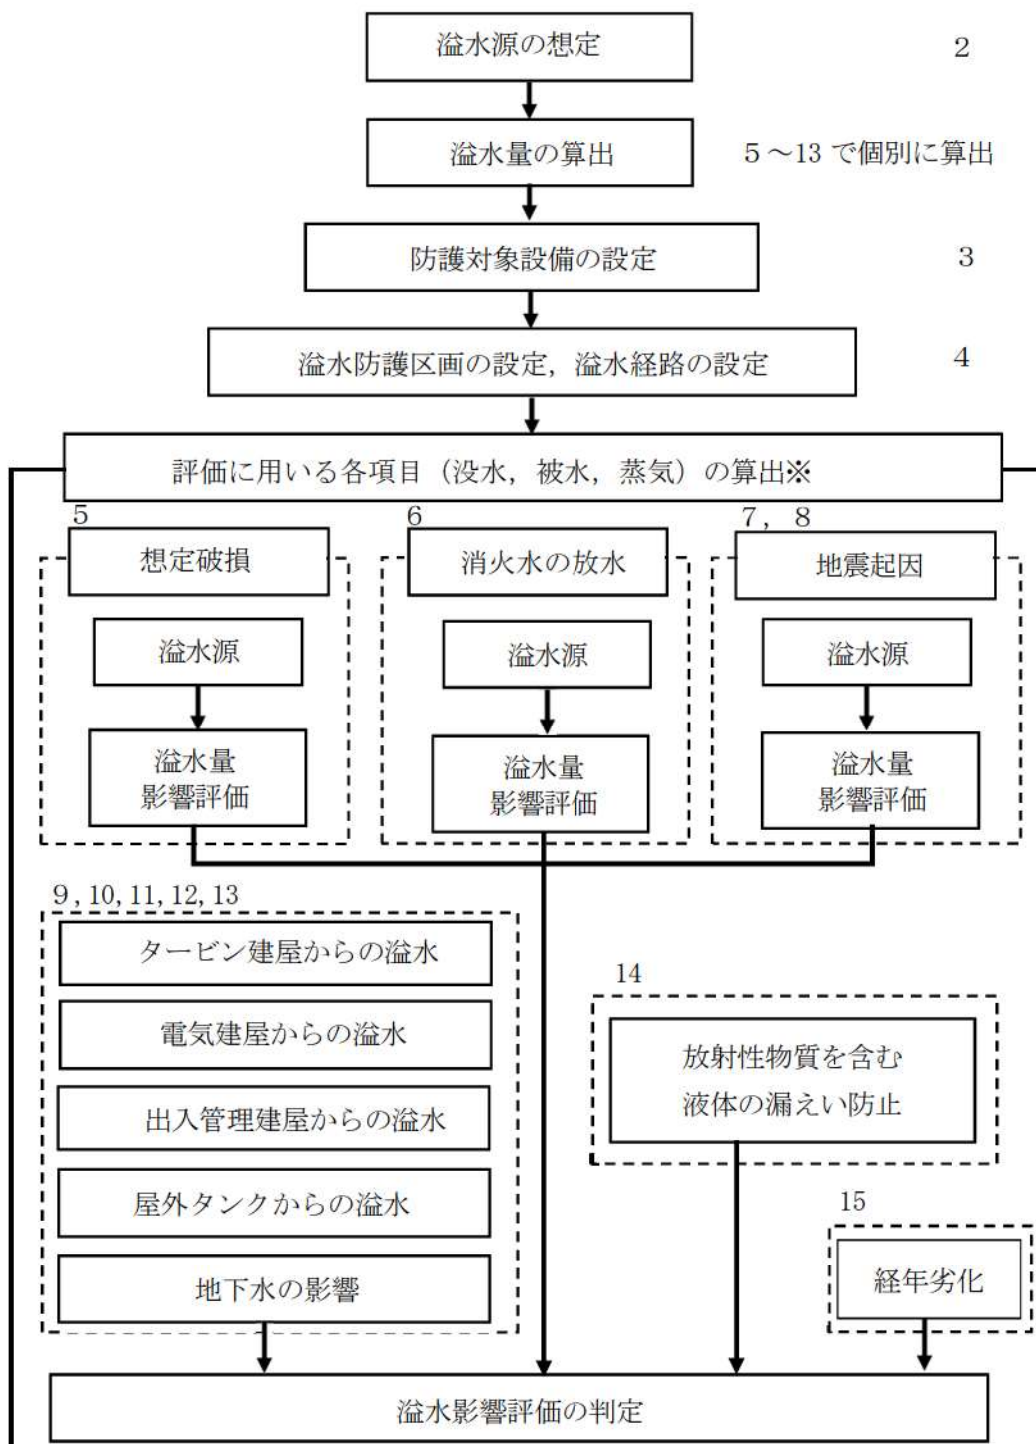 溢水源の想定
2
溢水量の算出
5~13 で個別に算出
防護対象設備の設定
3
溢水防護区画の設定，溢水経路の設定
4
評価に用いる各項目（没水，被水，蒸気）の算出※
5
6
7，8
想定破損
消火水の放水
地震起因
溢水源
溢水源
溢水源
溢水量
影響評価
溢水量
影響評価
溢水量
影響評価
9, 10, 11, 12, 13
タービン建屋からの溢水
電気建屋からの溢水
出入管理建屋からの溢水
屋外タンクからの溢水
地下水の影響
14
放射性物質を含む
液体の漏えい防止
15
経年劣化
溢水影響評価の判定